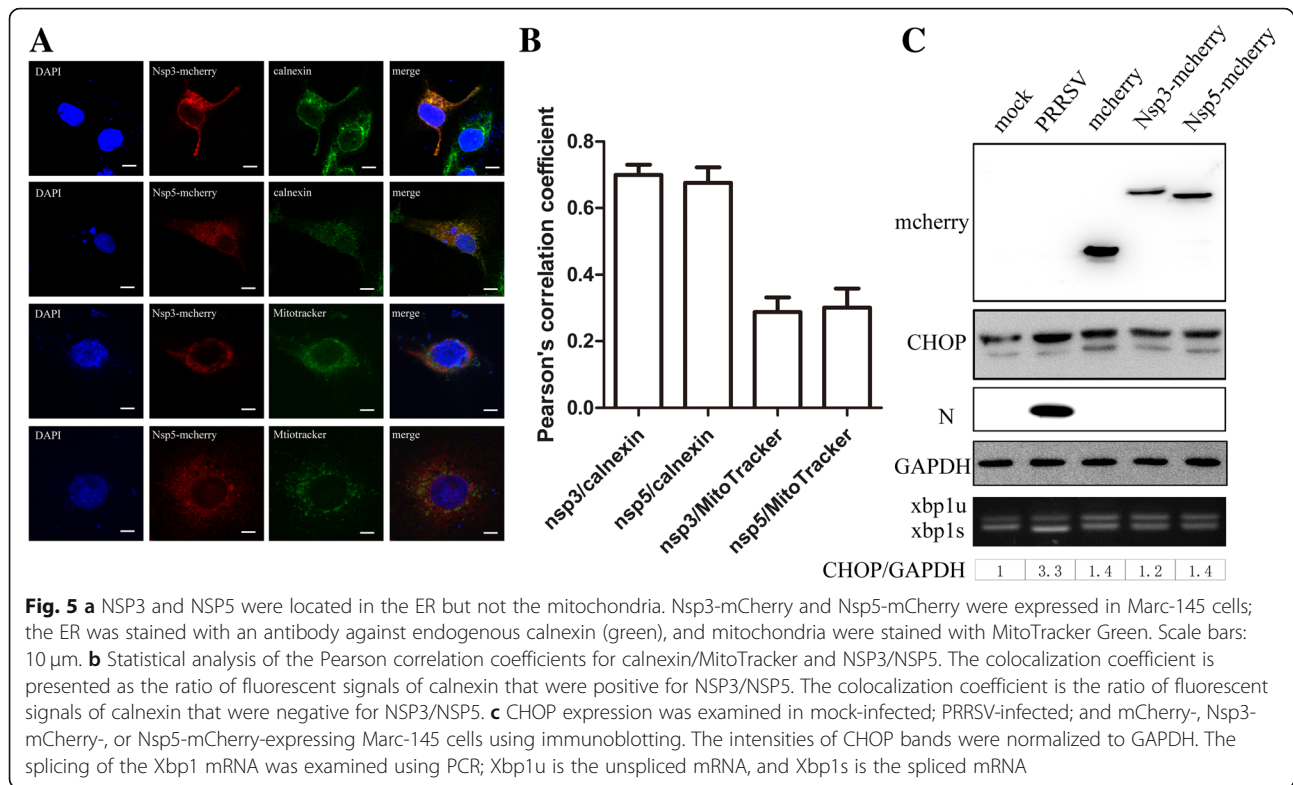 A
DAPI
Nsp3-mcherry
calnexin
merge
DAPI
Nsp5-mcherry
calnexin
merge
DAPI
Nsp3-mcherry
Mitotracker
merge
DAPI
Nsp5-mcherry
Mtiotracker
merge
B
Pearson's correlation coefficient
0.8
0.6
0.4
0.2
0.0
nsp3/calnexin
nsp5/calnexin
nsp3/MitoTracker
nsp5/MitoTracker
C
mock
PRRSV
mcherry
Nsp3-mcherry
Nsp5-mcherry
mcherry
CHOP
N
GAPDH
xbp1u
xbp1s
CHOP/GAPDH 1 3.3 1.4 1.2 1.4
Fig. 5 a NSP3 and NSP5 were located in the ER but not the mitochondria. Nsp3-mCherry and Nsp5-mCherry were expressed in Marc-145 cells;
the ER was stained with an antibody against endogenous calnexin (green), and mitochondria were stained with MitoTracker Green. Scale bars:
10 μm. b Statistical analysis of the Pearson correlation coefficients for calnexin/MitoTracker and NSP3/NSP5. The colocalization coefficient is
presented as the ratio of fluorescent signals of calnexin that were positive for NSP3/NSP5. The colocalization coefficient is the ratio of fluorescent
signals of calnexin that were negative for NSP3/NSP5. c CHOP expression was examined in mock-infected; PRRSV-infected; and mCherry-, Nsp3-
mCherry-, or Nsp5-mCherry-expressing Marc-145 cells using immunoblotting. The intensities of CHOP bands were normalized to GAPDH. The
splicing of the Xbp1 mRNA was examined using PCR; Xbp1u is the unspliced mRNA, and Xbp1s is the spliced mRNA